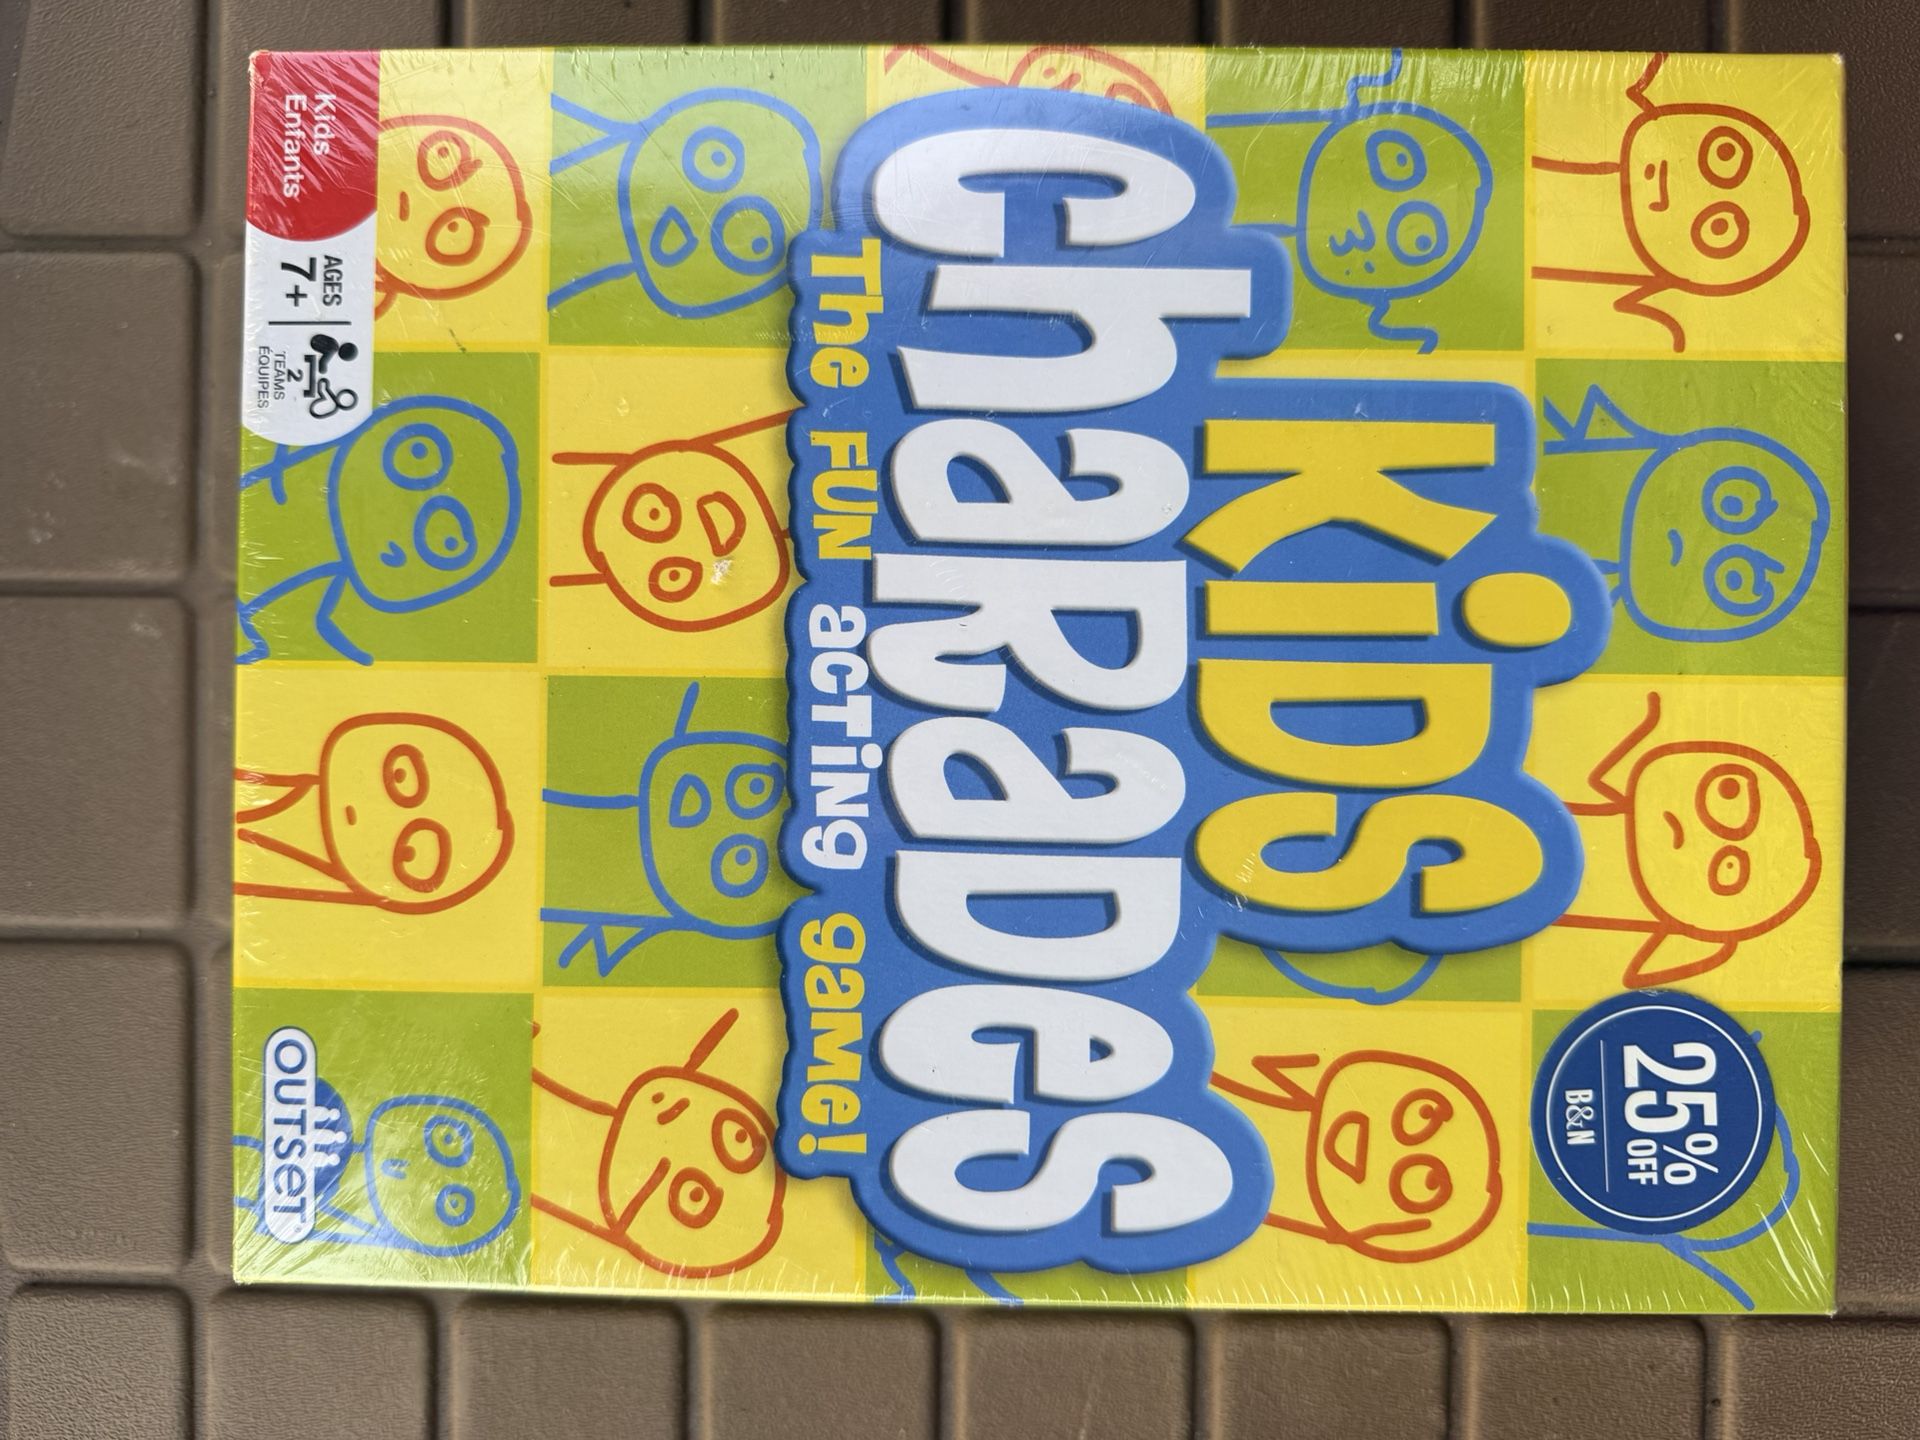 25% OFF
B&N
KiDS
chaRaDes
The FUN acTiNg game!
Kids
Enfants
AGES
7+
2
TEAMS
ÉQUIPES
OUTSET